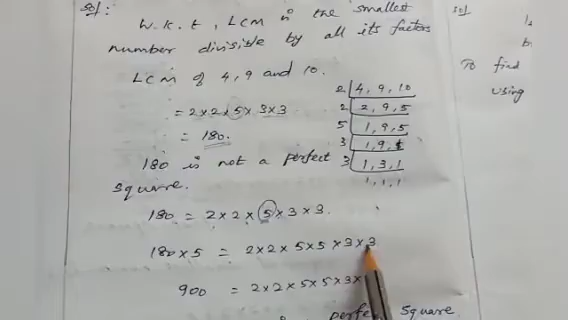 Sol:
W.K.T, LCM is the smallest
number divisible by all its factors
LCM of 4, 9 and 10.
= 2×2×5×3×3
= 180.
2 | 4, 9, 10
2 | 2, 9, 5
5 | 1, 9, 5
3 | 1, 9, 1
3 | 1, 3, 1
1, 1, 1
180 is not a perfect
square.
180 = 2×2×5×3×3.
180×5 = 2×2×5×5×3×3
900 = 2×2×5×5×3×
perfect square
Sol
To find
using